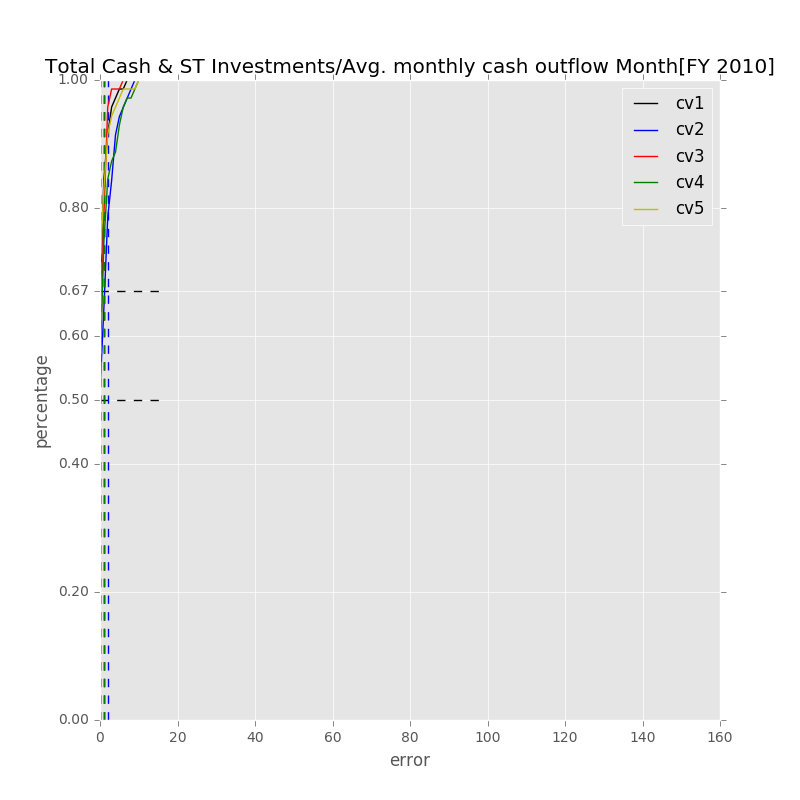 Total Cash & ST Investments/Avg. monthly cash outflow Month[FY 2010]
1.00
0.80
0.67
0.60
0.50
0.40
0.20
0.00
percentage
cv1
cv2
cv3
cv4
cv5
0 20 40 60 80 100 120 140 160
error